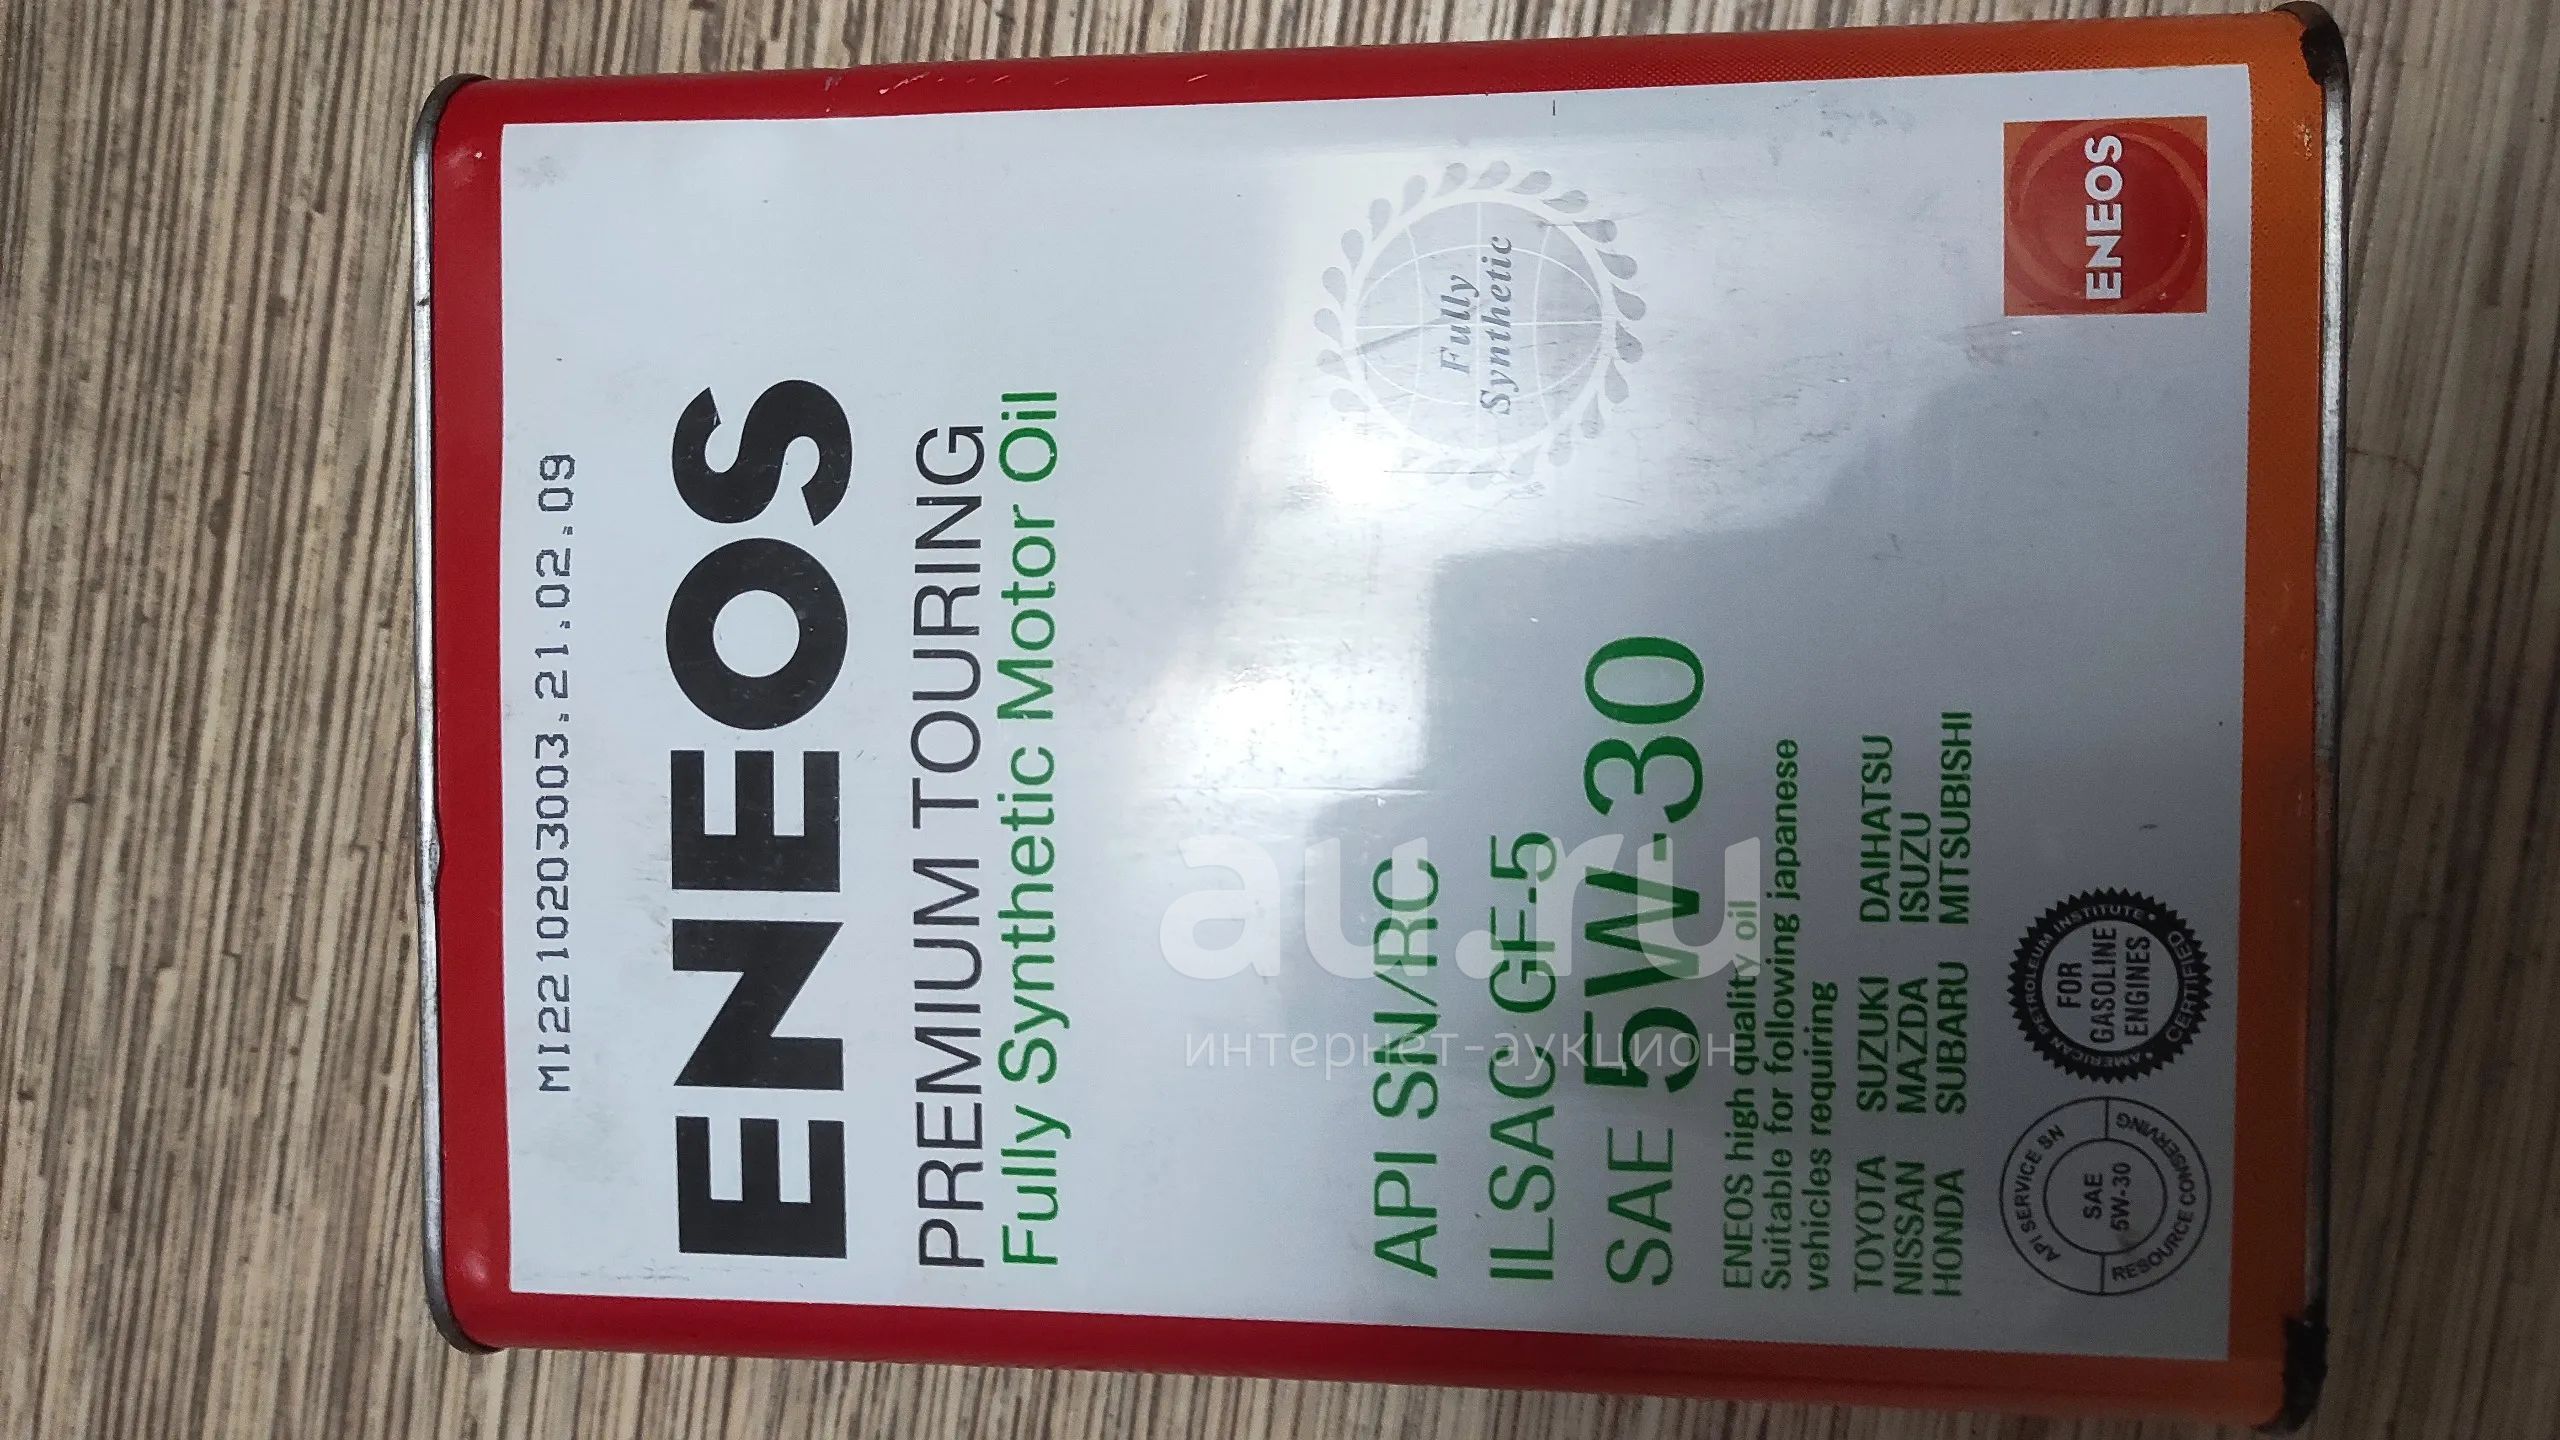 MI2210203003.21.02.09
ENEOS
PREMIUM TOURING
Fully Synthetic Motor Oil
Fully
Synthetic
API SN/RC
ILSAC GF-5
SAE 5W-30
ENEOS high quality oil
Suitable for following japanese
vehicles requiring
TOYOTA SUZUKI DAIHATSU
NISSAN MAZDA ISUZU
HONDA SUBARU MITSUBISHI
API SERVICE SN
SAE
5W-30
RESOURCE CONSERVING
AMERICAN PETROLEUM INSTITUTE
FOR
GASOLINE
ENGINES
CERTIFIED
ENEOS
au.ru
интернет-аукцион